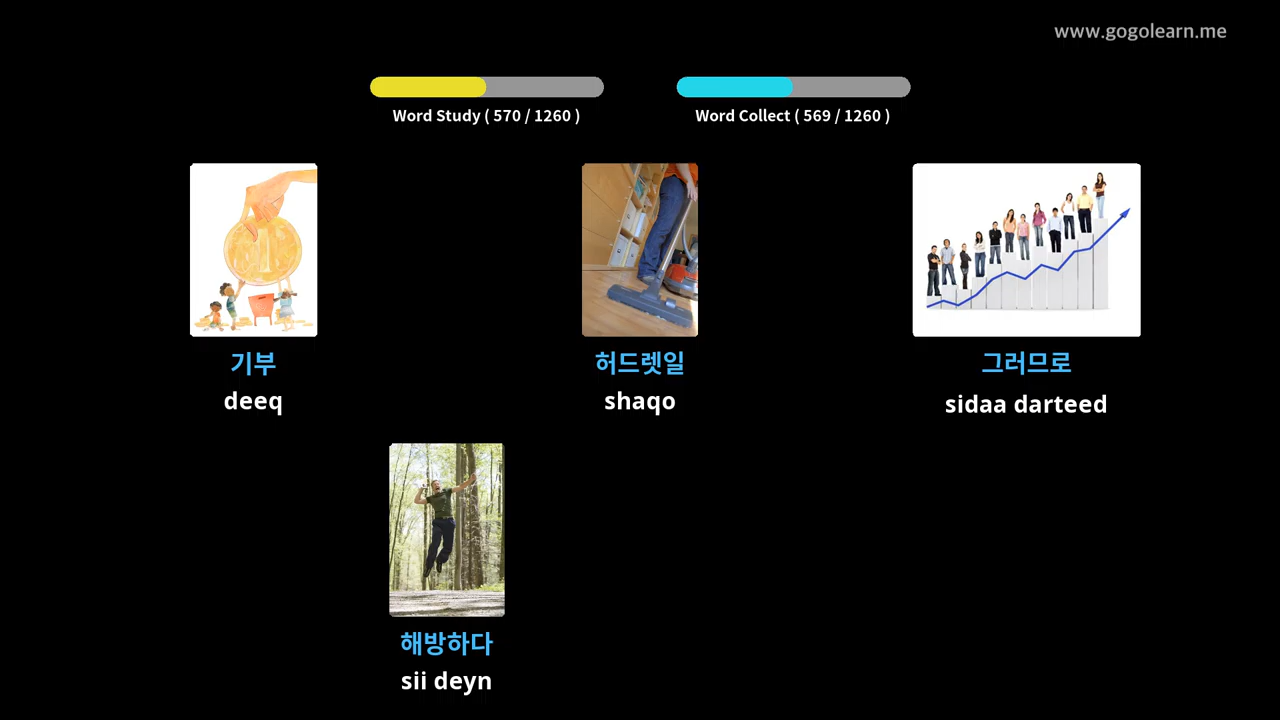 www.gogolearn.me
Word Study ( 570 / 1260 )
Word Collect ( 569 / 1260 )
기부
deeq
허드렛일
shaqo
그러므로
sidaa darteed
해방하다
sii deyn